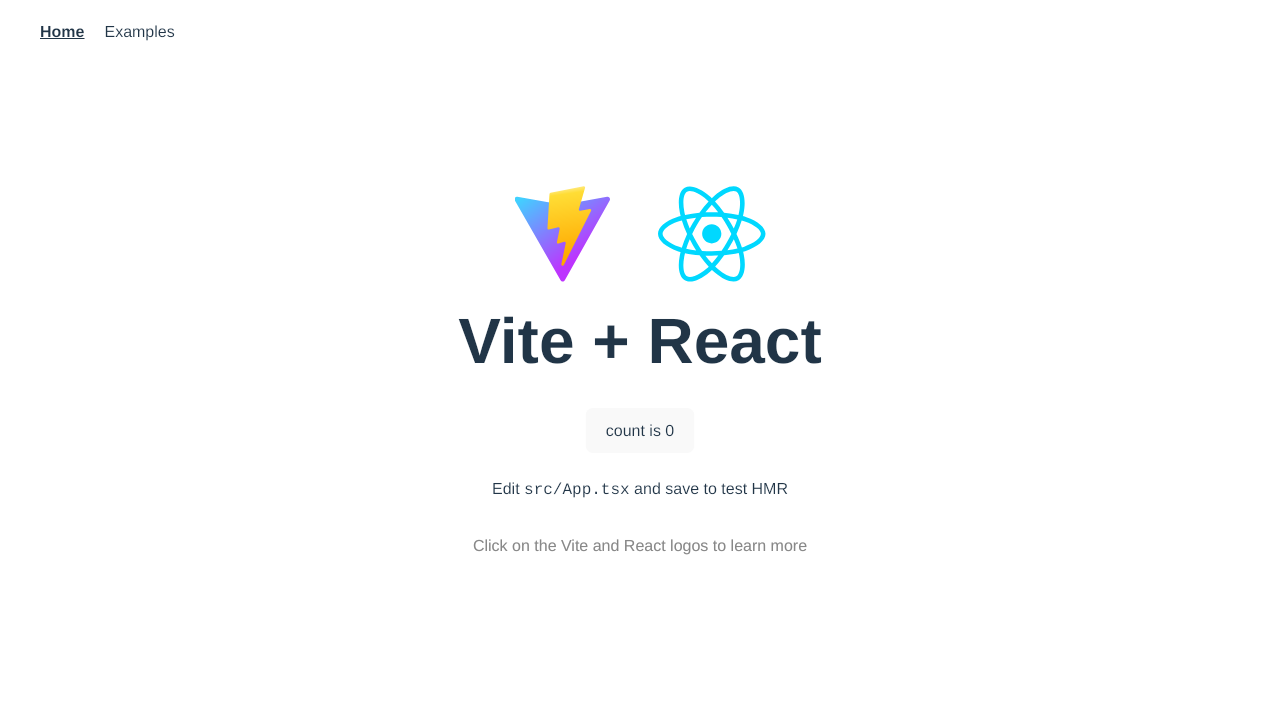 Home Examples
Vite + React
count is 0
Edit src/App.tsx and save to test HMR
Click on the Vite and React logos to learn more